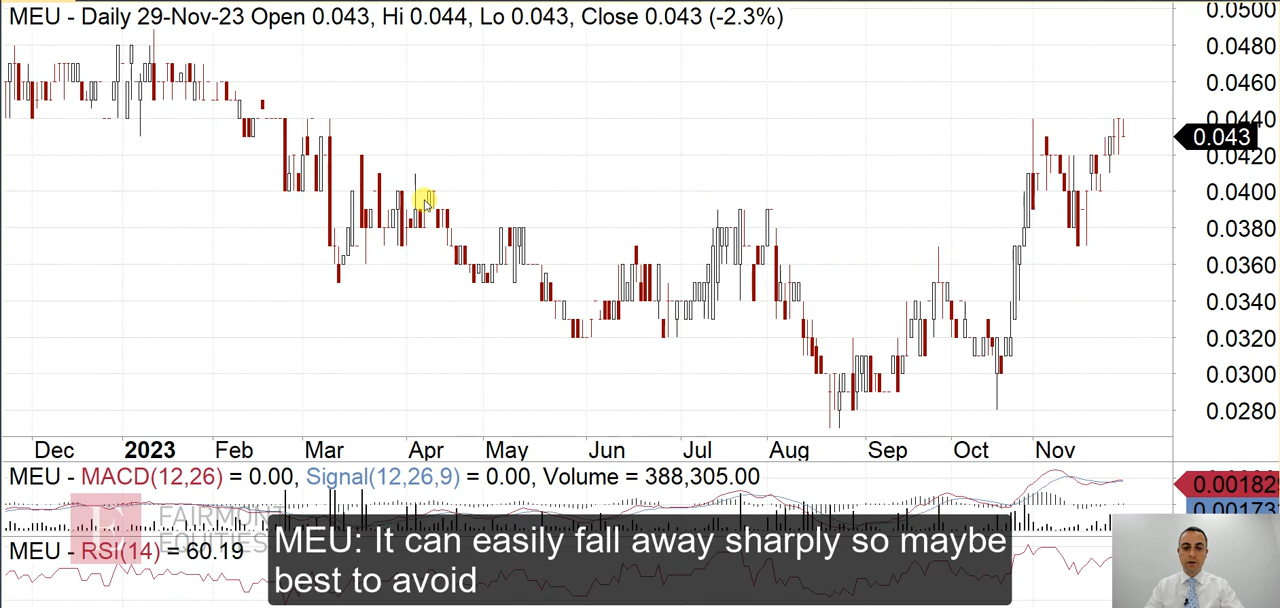 MEU - Daily 29-Nov-23 Open 0.043, Hi 0.044, Lo 0.043, Close 0.043 (-2.3%)
0.0500
0.0480
0.0460
0.0440
0.043
0.0420
0.0400
0.0380
0.0360
0.0340
0.0320
0.0300
0.0280
Dec 2023 Feb Mar Apr May Jun Jul Aug Sep Oct Nov
MEU - MACD(12,26) = 0.00, Signal(12,26,9) = 0.00, Volume = 388,305.00
FAIRMONT
EQUITIES
MEU - RSI(14) = 60.19
MEU: It can easily fall away sharply so maybe
best to avoid